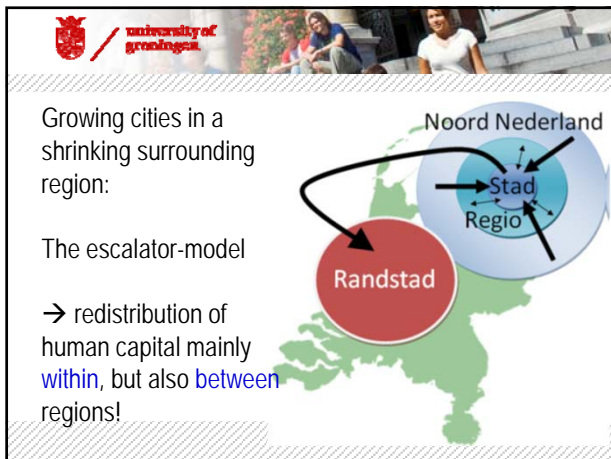 university of
groningen
Growing cities in a
shrinking surrounding
region:
The escalator-model
→ redistribution of
human capital mainly
within, but also between
regions!
Noord Nederland
Stad
Regio
Randstad